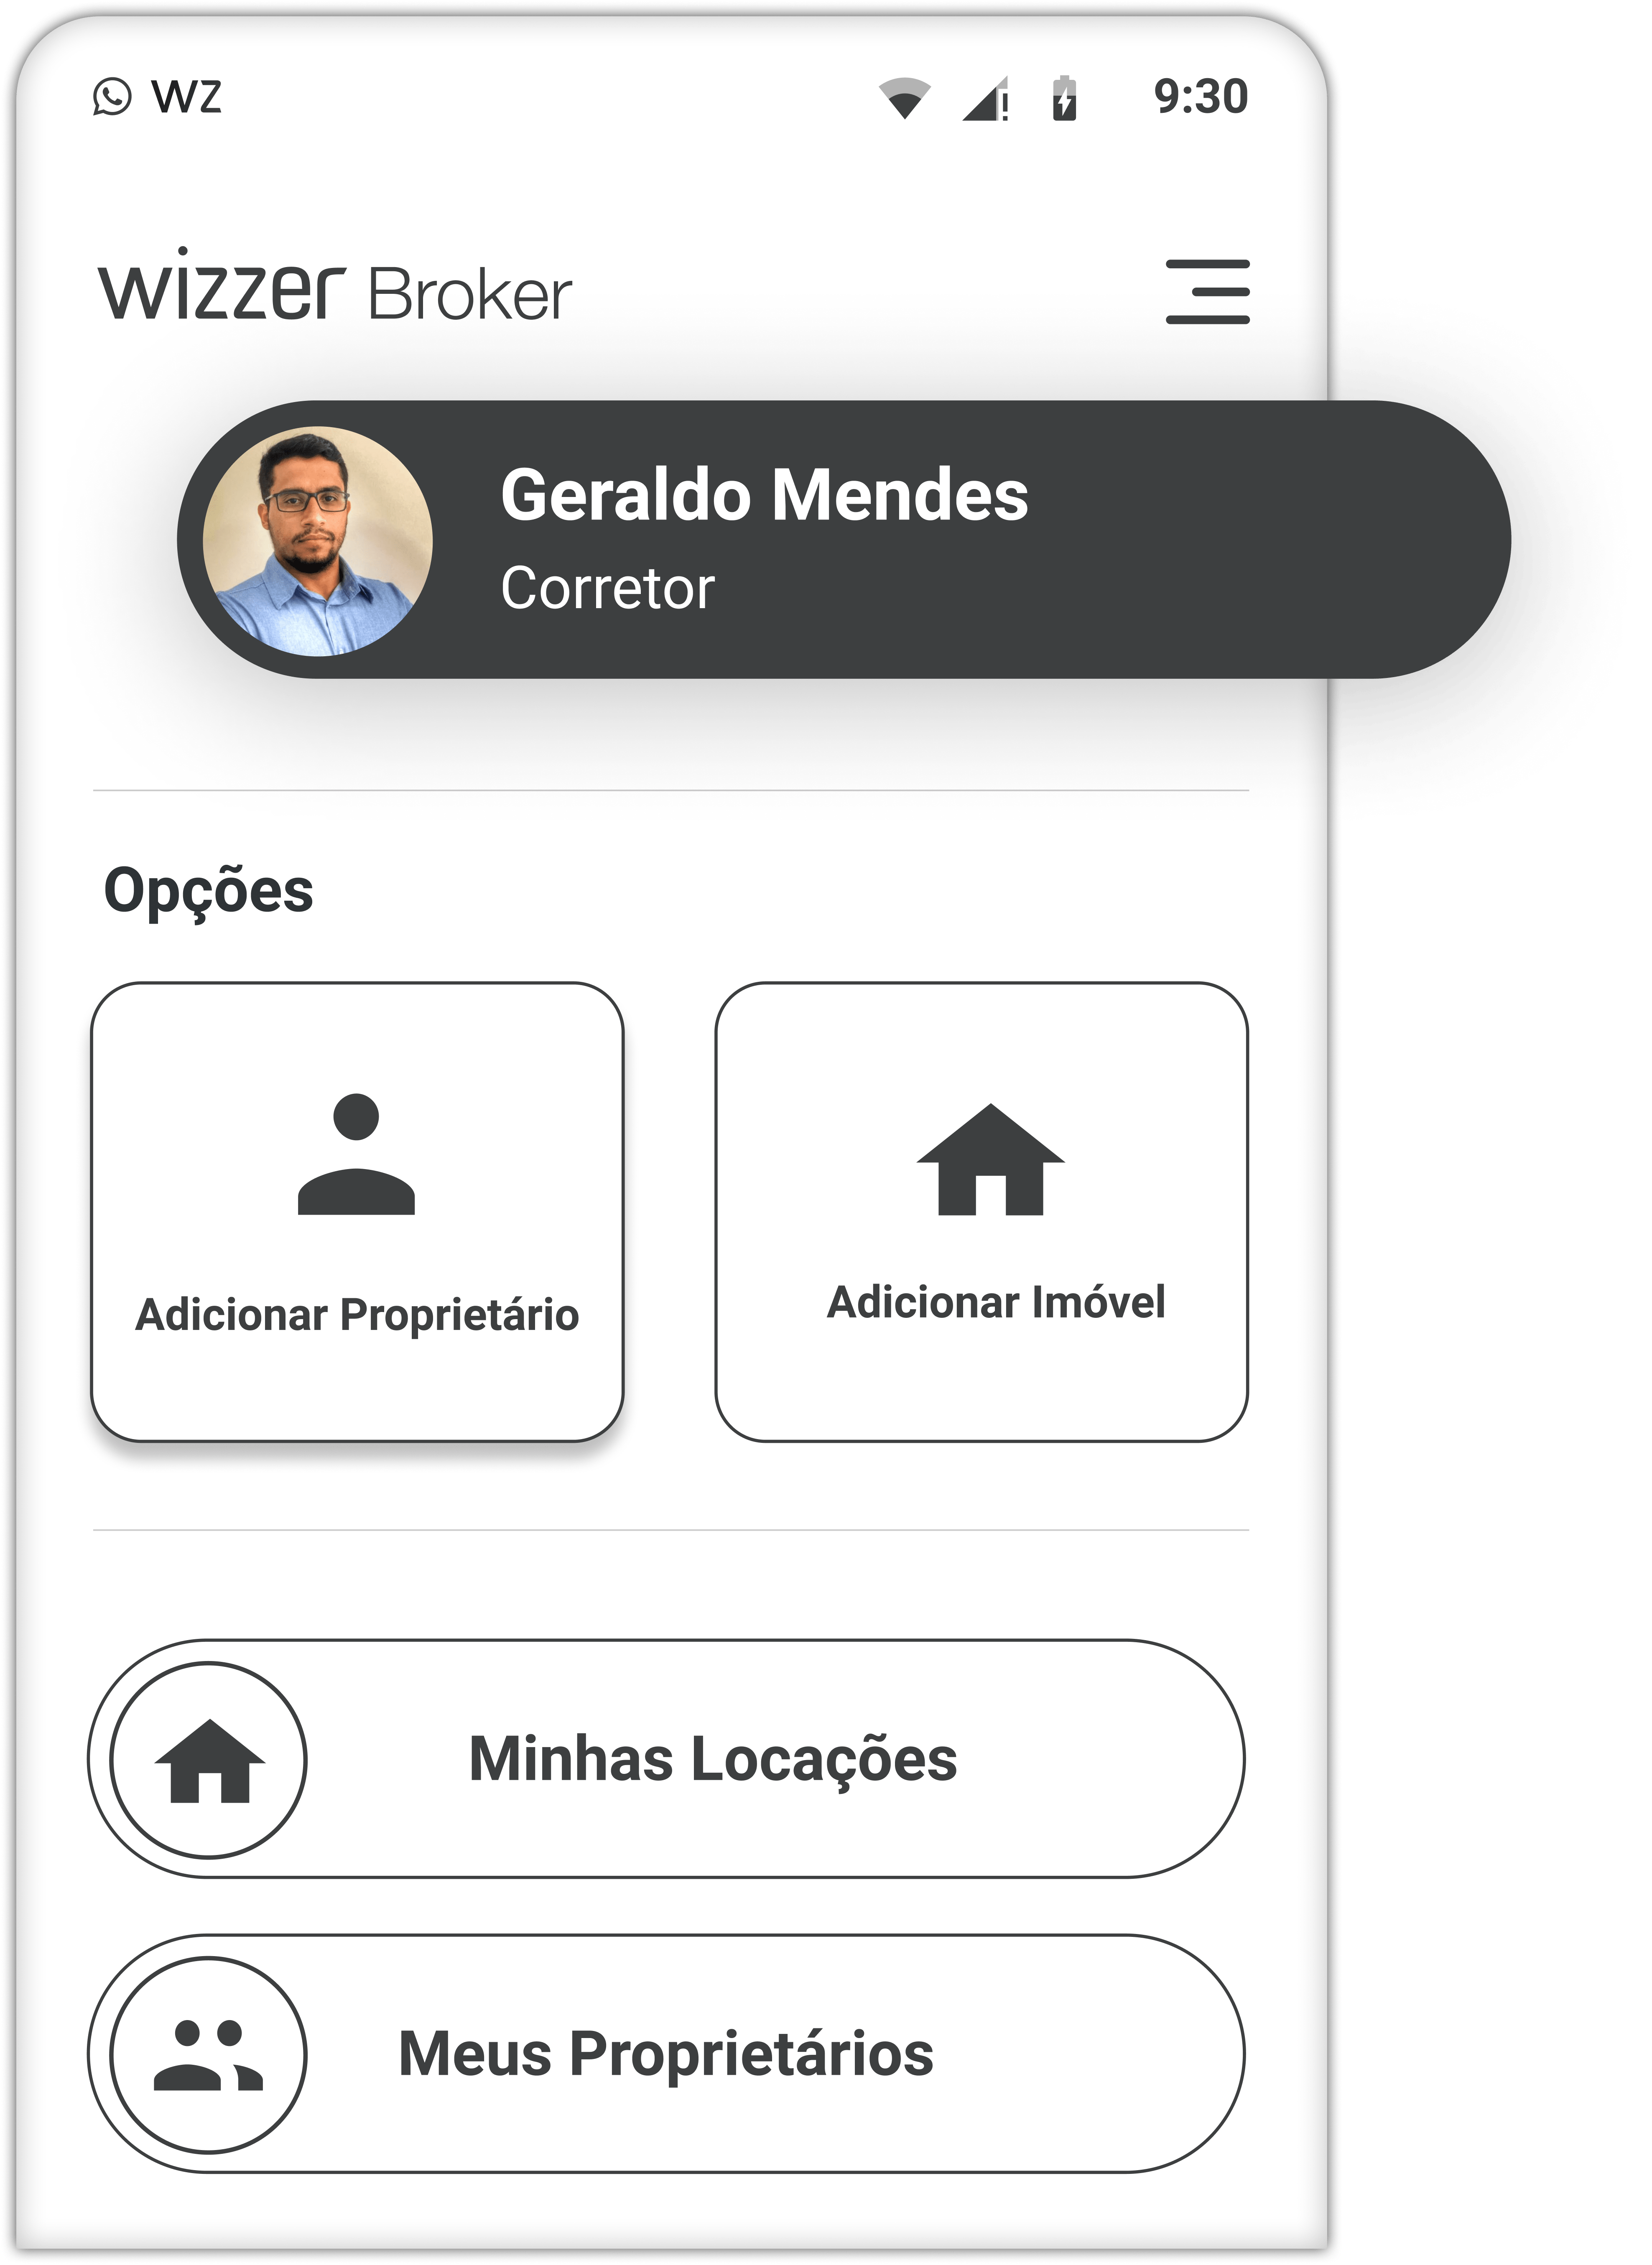 WZ 9:30
wizzer Broker
Geraldo Mendes
Corretor
Opções
Adicionar Proprietário
Adicionar Imóvel
Minhas Locações
Meus Proprietários